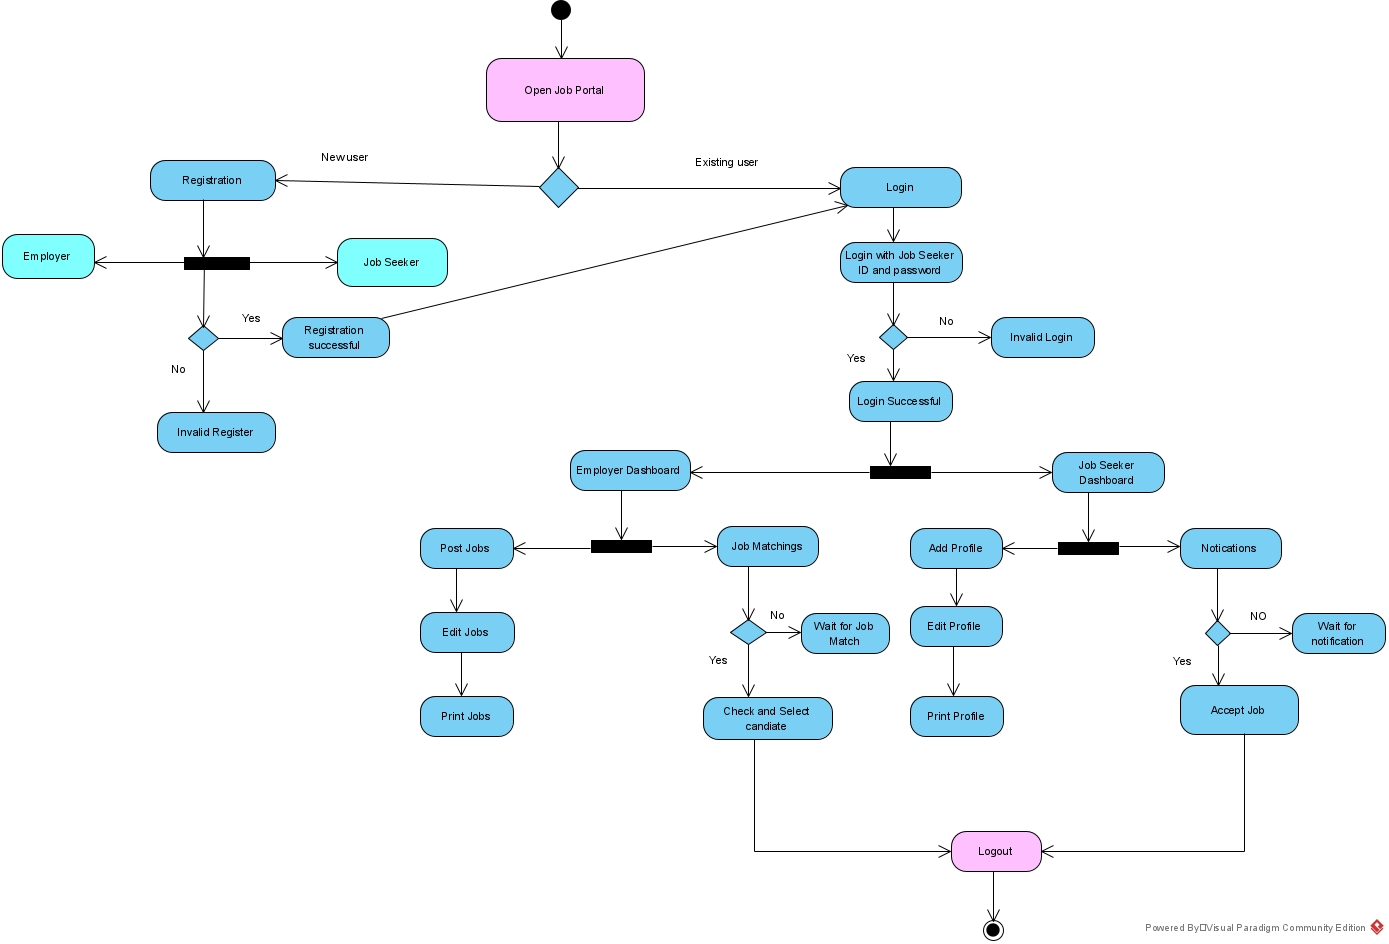 Open Job Portal
New user
Existing user
Registration
Login
Employer
Job Seeker
Login with Job Seeker
ID and password
Yes
Registration
successful
No
Invalid Login
No
Yes
Invalid Register
Login Successful
Employer Dashboard
Job Seeker
Dashboard
Post Jobs
Job Matchings
Add Profile
Notications
Edit Jobs
No
Wait for Job
Match
Edit Profile
NO
Wait for
notification
Yes
Yes
Print Jobs
Check and Select
candiate
Print Profile
Accept Job
Logout
Powered By□Visual Paradigm Community Edition